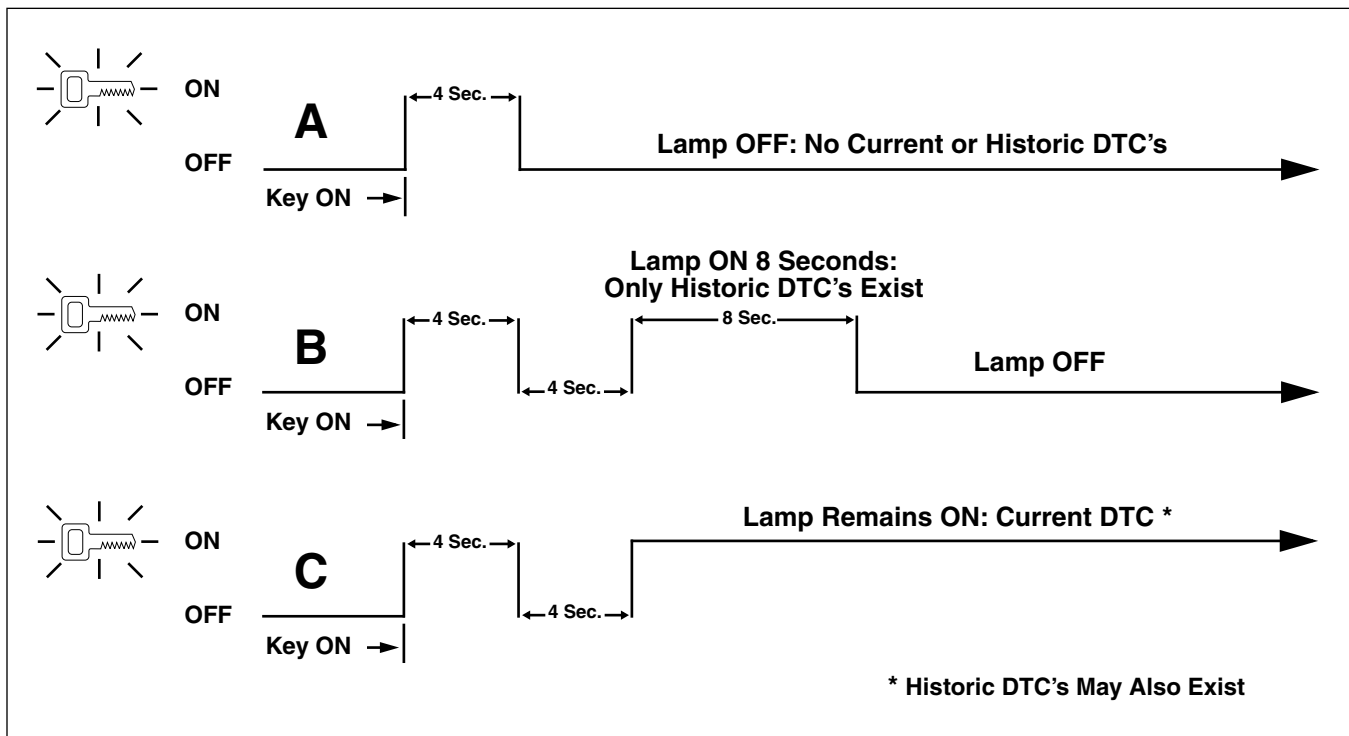 ON
A
4 Sec.
OFF
Lamp OFF: No Current or Historic DTC's
Key ON
Lamp ON 8 Seconds:
Only Historic DTC's Exist
ON
B
4 Sec.
8 Sec.
OFF
4 Sec.
Lamp OFF
Key ON
Lamp Remains ON: Current DTC *
ON
C
4 Sec.
OFF
4 Sec.
Key ON
* Historic DTC's May Also Exist